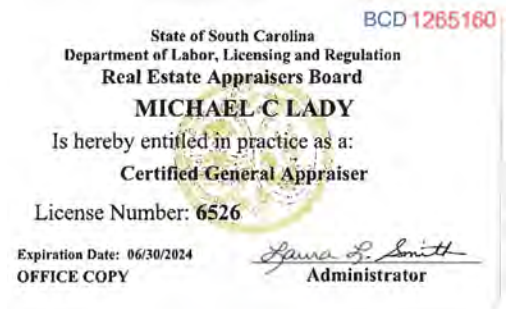 BCD 1265160
State of South Carolina
Department of Labor, Licensing and Regulation
Real Estate Appraisers Board
MICHAEL C LADY
Is hereby entitled in practice as a:
Certified General Appraiser
License Number: 6526
Expiration Date: 06/30/2024
OFFICE COPY
Laura L. Smith
Administrator